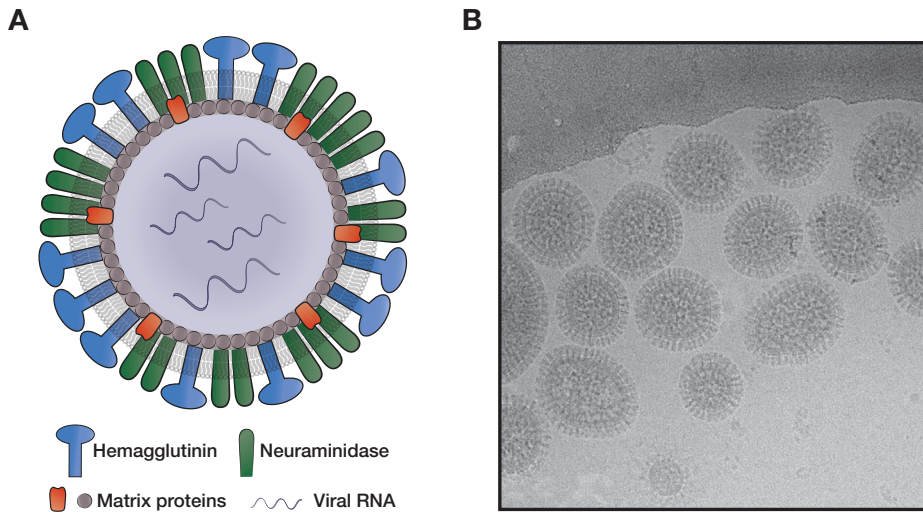 A
B
Hemagglutinin
Neuraminidase
Matrix proteins
Viral RNA